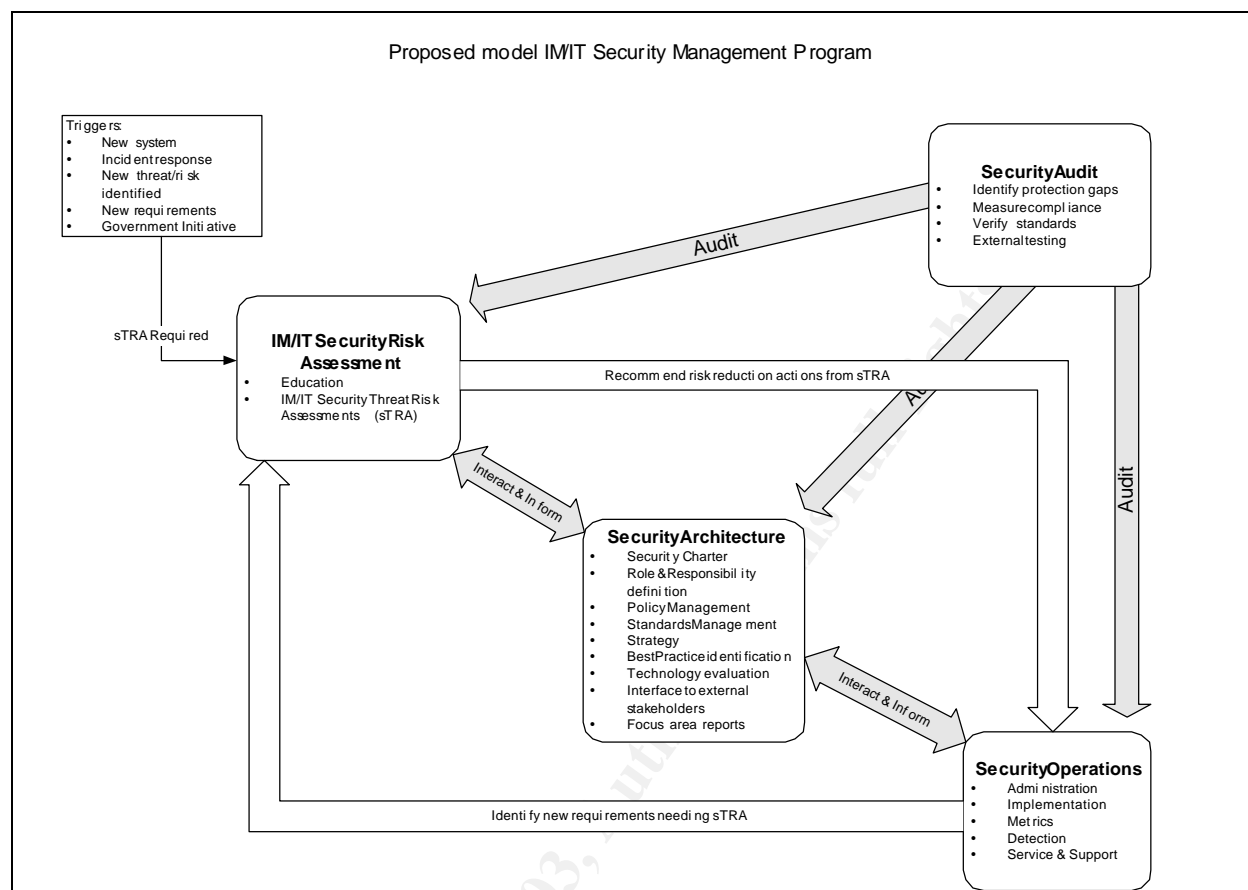 Proposed model IM/IT Security Management Program
Triggers:
• New system
• Incident response
• New threat/risk
identified
• New requirements
• Government Initiative
Security Audit
• Identify protection gaps
• Measure compliance
• Verify standards
• External testing
Audit
sTRA Required
IM/IT Security Risk
Assessment
• Education
• IM/IT Security Threat Risk
Assessments (sTRA)
Recommend risk reduction actions from sTRA
Audit
Audit
Interact & Inform
Security Architecture
• Security Charter
• Role & Responsibility
definition
• Policy Management
• Standards Management
• Strategy
• Best Practice identification
• Technology evaluation
• Interface to external
stakeholders
• Focus area reports
Interact & Inform
Security Operations
• Administration
• Implementation
• Metrics
• Detection
• Service & Support
Identify new requirements needing sTRA